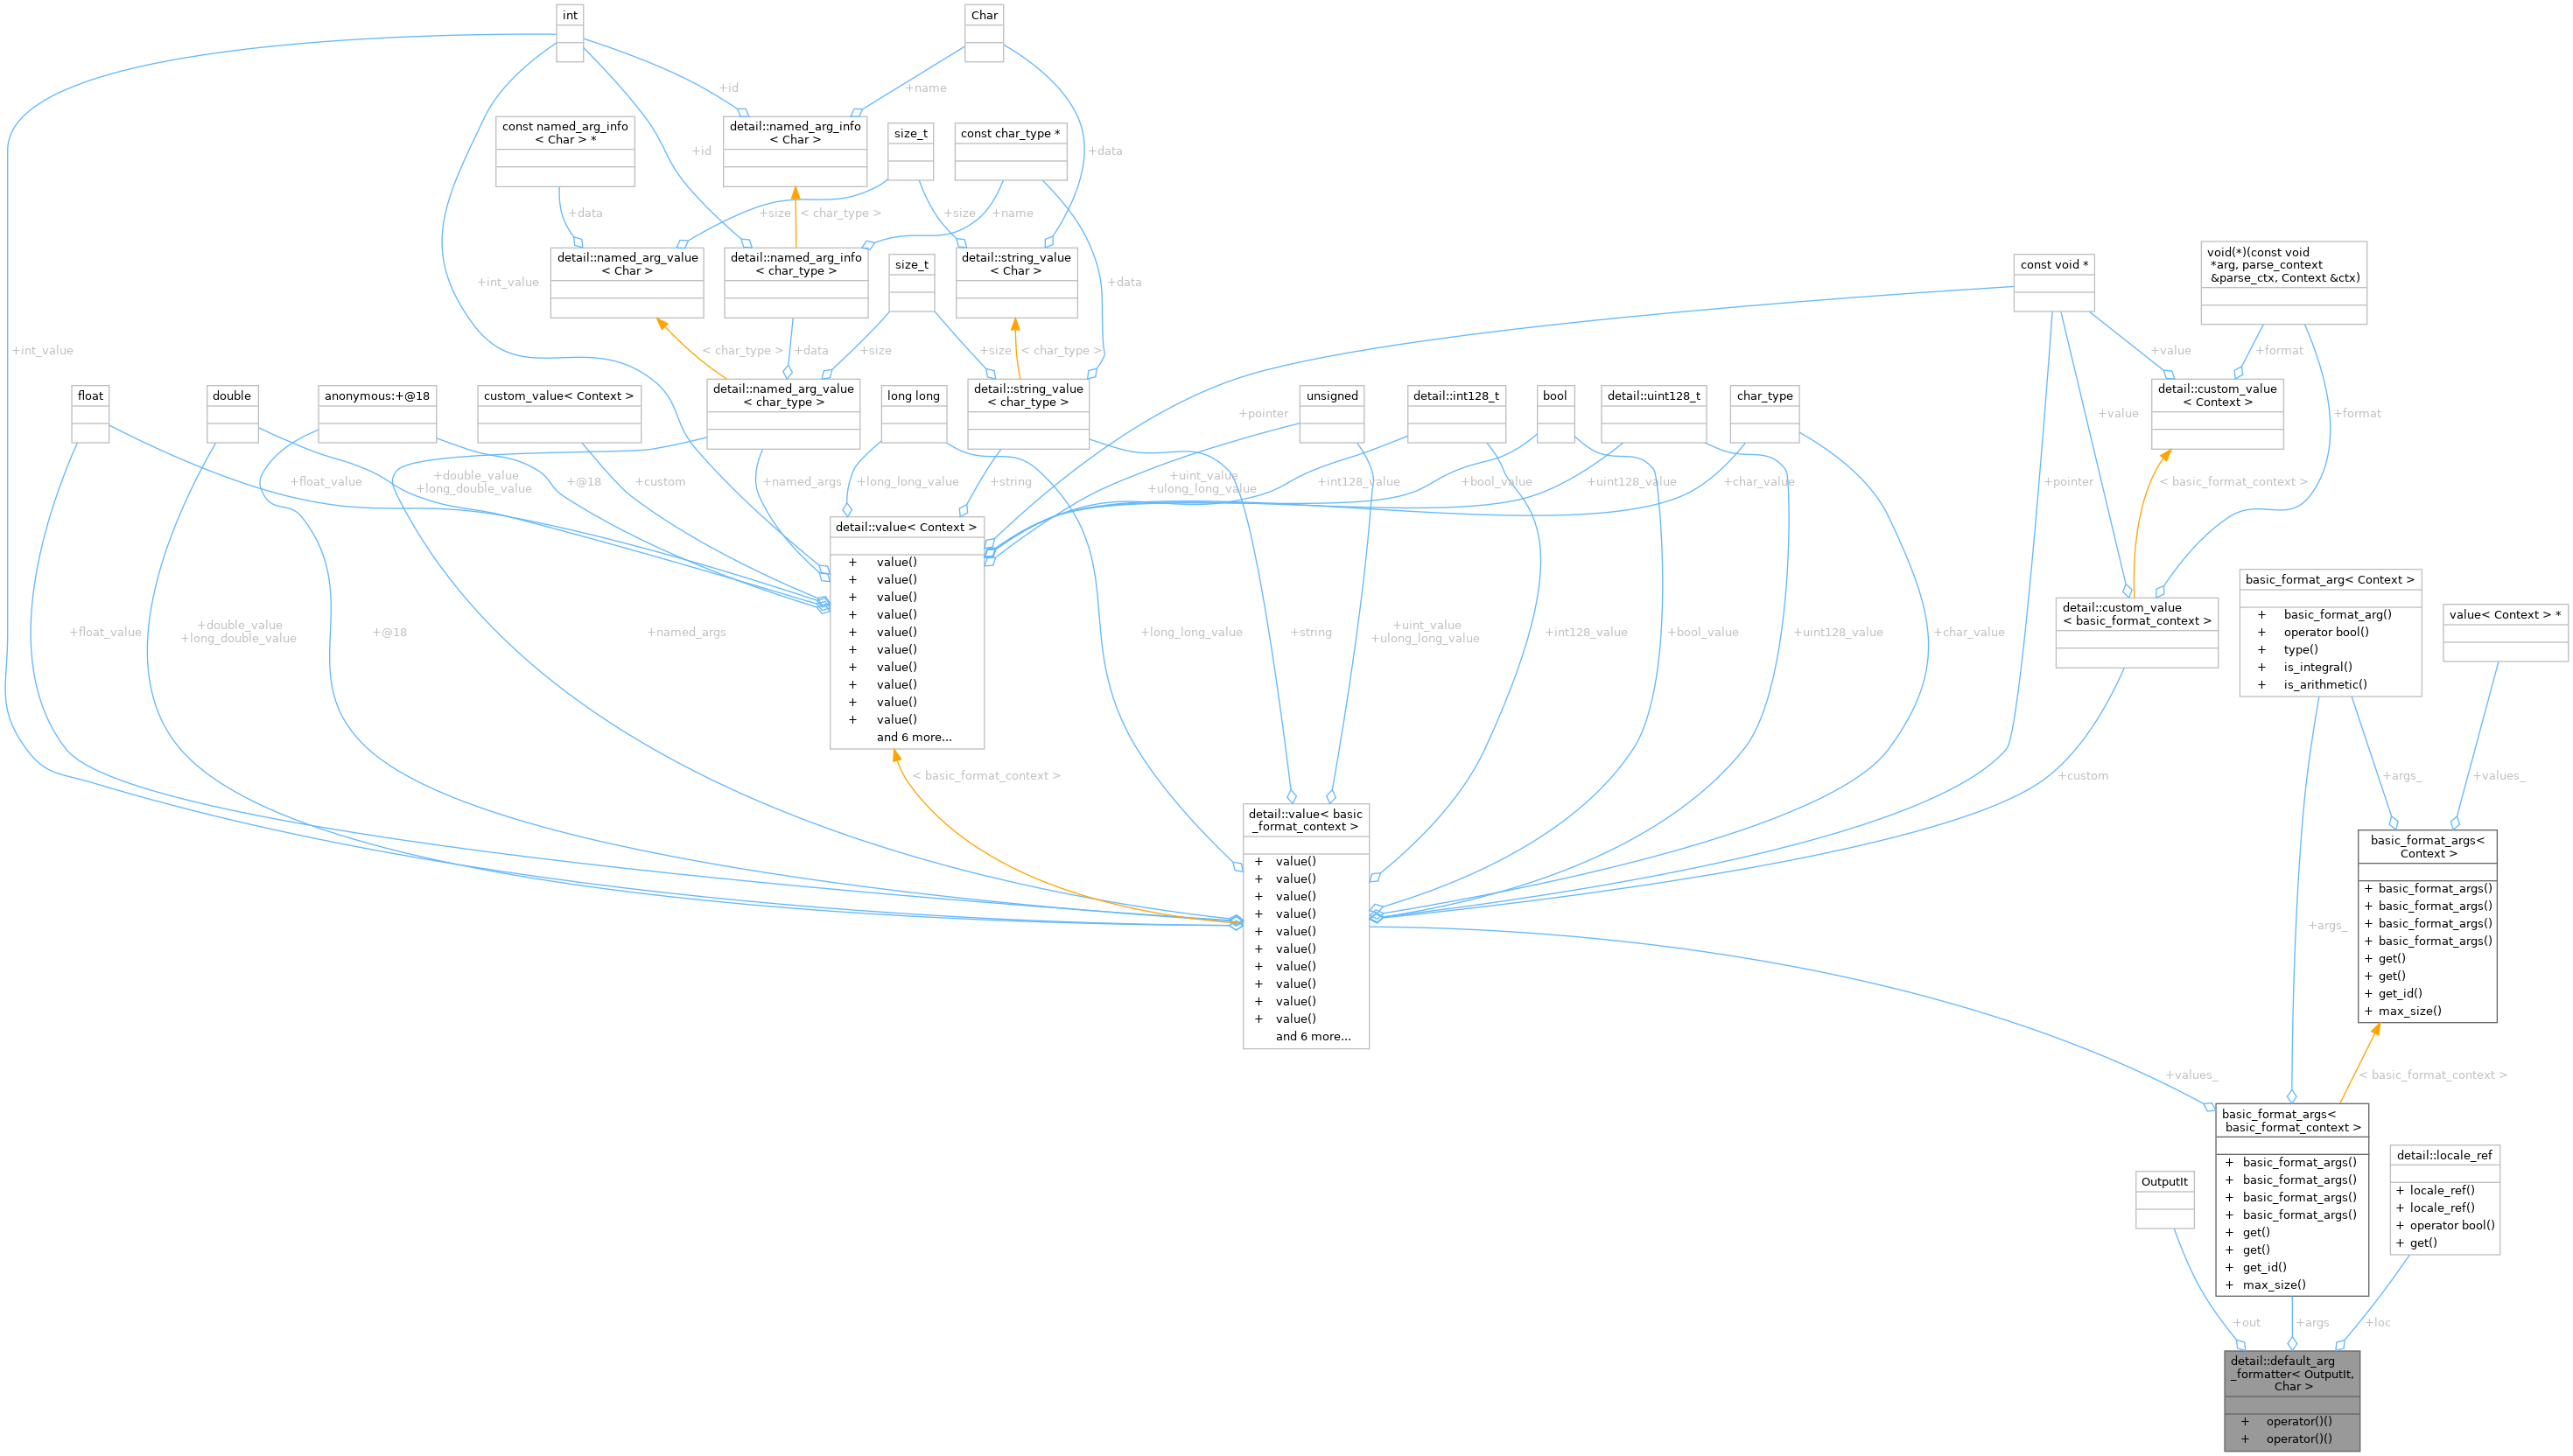 int
Char
+id
+name
const named_arg_info
< Char > *
detail::named_arg_info
< Char >
size_t
const char_type *
+id
+data
+data
+size
< char_type >
+size
+name
detail::named_arg_value
< Char >
detail::named_arg_info
< char_type >
size_t
detail::string_value
< Char >
const void *
void(*)(const void
*arg, parse_context
&parse_ctx, Context &ctx)
+int_value
+data
+int_value
< char_type >
+data
+size
+size
< char_type >
+value
+format
float
double
anonymous:+@18
custom_value< Context >
detail::named_arg_value
< char_type >
long long
detail::string_value
< char_type >
unsigned
detail::int128_t
bool
detail::uint128_t
char_type
detail::custom_value
< Context >
+pointer
+value
+format
+float_value
+double_value
+long_double_value
+@18
+custom
+named_args
+long_long_value
+string
+uint_value
+ulong_long_value
+int128_value
+bool_value
+uint128_value
+char_value
+pointer
< basic_format_context >
detail::value< Context >
+ value()
+ value()
+ value()
+ value()
+ value()
+ value()
+ value()
+ value()
+ value()
+ value()
and 6 more...
+float_value
+double_value
+long_double_value
+@18
+named_args
+long_long_value
+string
+uint_value
+ulong_long_value
+int128_value
+bool_value
+uint128_value
+char_value
detail::custom_value
< basic_format_context >
basic_format_arg< Context >
+ basic_format_arg()
+ operator bool()
+ type()
+ is_integral()
+ is_arithmetic()
value< Context > *
< basic_format_context >
+custom
+args_
+values_
detail::value< basic
_format_context >
+ value()
+ value()
+ value()
+ value()
+ value()
+ value()
+ value()
+ value()
+ value()
+ value()
and 6 more...
basic_format_args<
Context >
+ basic_format_args()
+ basic_format_args()
+ basic_format_args()
+ basic_format_args()
+ get()
+ get()
+ get_id()
+ max_size()
+args_
+values_
< basic_format_context >
basic_format_args<
basic_format_context >
+ basic_format_args()
+ basic_format_args()
+ basic_format_args()
+ basic_format_args()
+ get()
+ get()
+ get_id()
+ max_size()
OutputIt
detail::locale_ref
+ locale_ref()
+ locale_ref()
+ operator bool()
+ get()
+out
+args
+loc
detail::default_arg
_formatter< OutputIt,
Char >
+ operator()()
+ operator()()